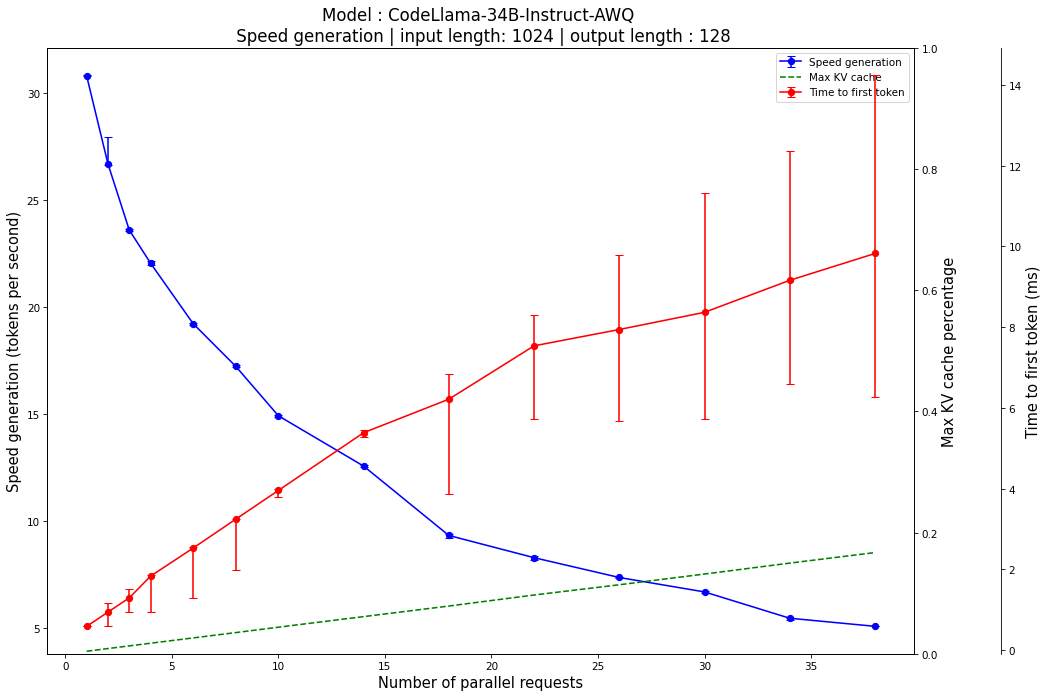 Model : CodeLlama-34B-Instruct-AWQ
Speed generation | input length: 1024 | output length : 128
Speed generation
Max KV cache
Time to first token
Speed generation (tokens per second)
30
25
20
15
10
5
0 5 10 15 20 25 30 35
Number of parallel requests
1.0
0.8
0.6
0.4
0.2
0.0
Max KV cache percentage
14
12
10
8
6
4
2
0
Time to first token (ms)